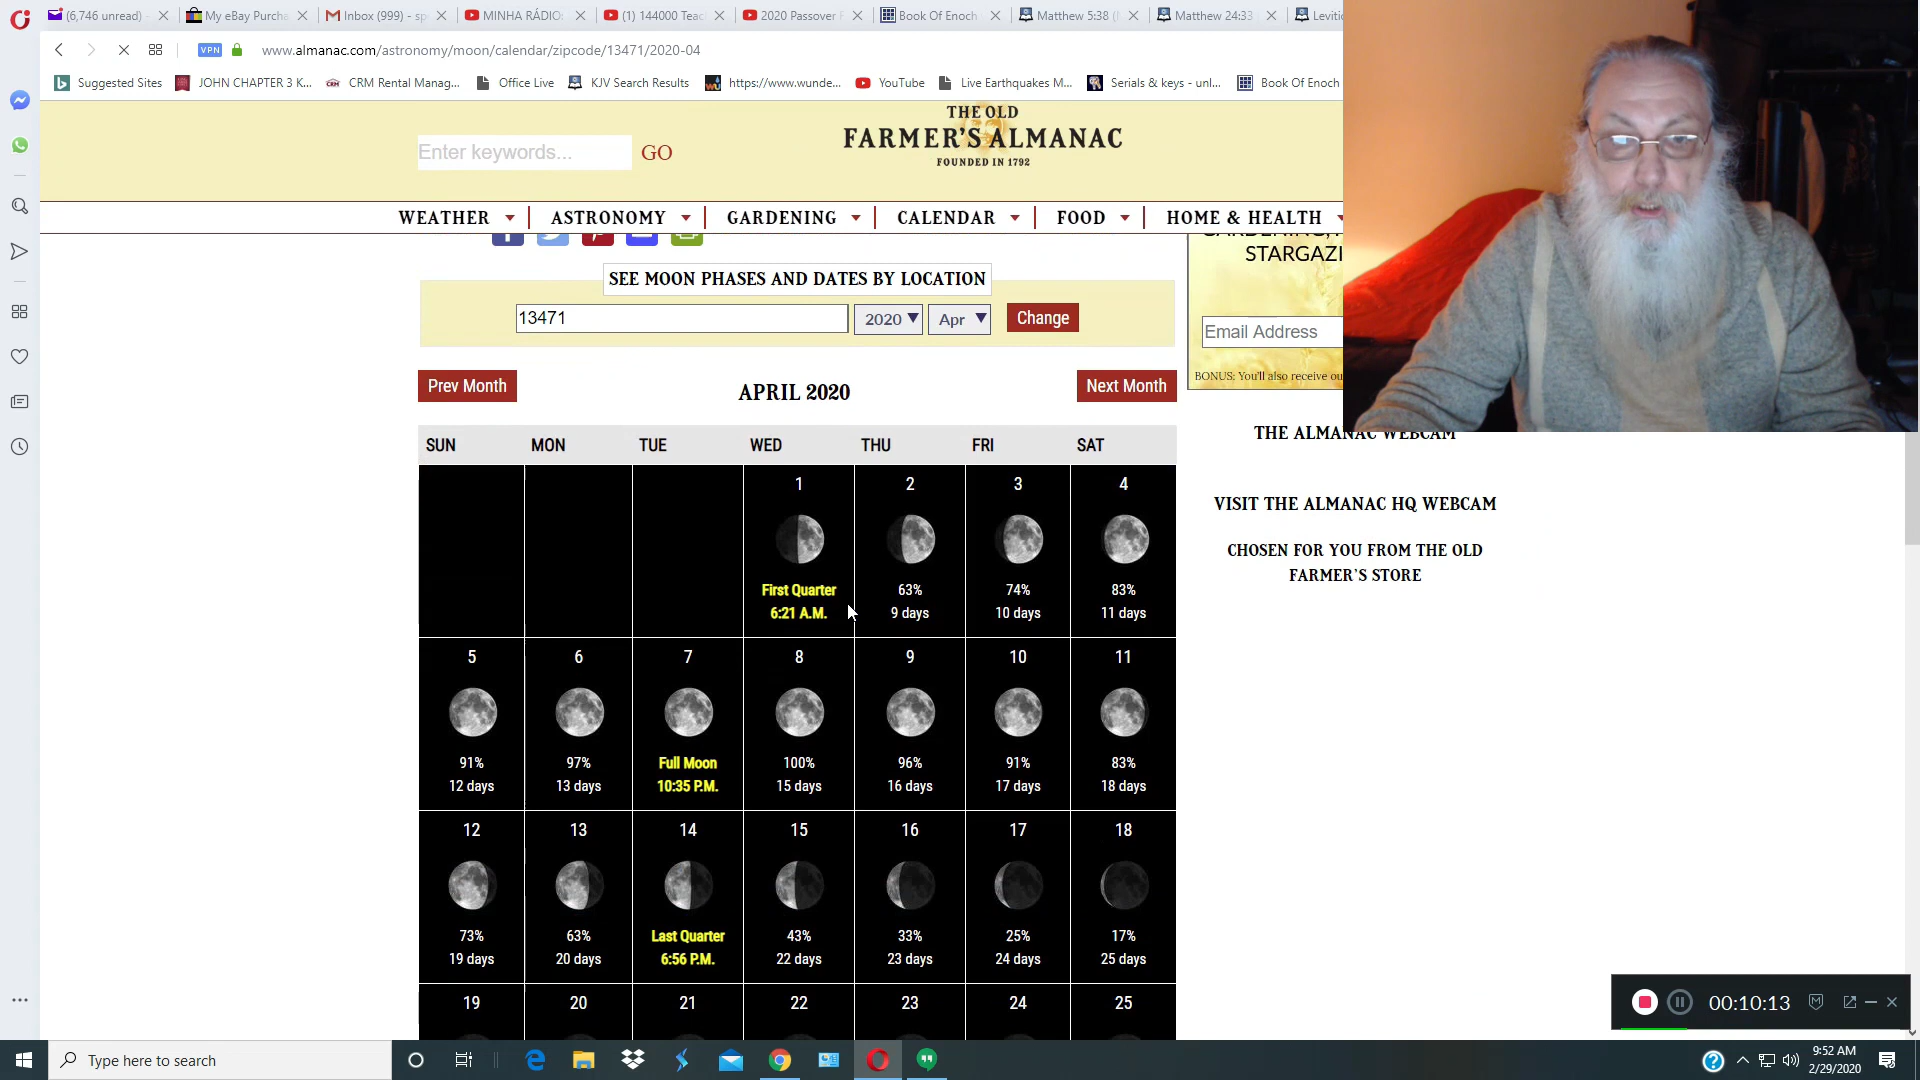 (6,746 unread) -
My eBay Purcha
Inbox (999) - sp
MINHA RÁDIO
(1) 144000 Teac
2020 Passover F
Book Of Enoch
Matthew 5:38 (
Matthew 24:33
Leviti
VPN
www.almanac.com/astronomy/moon/calendar/zipcode/13471/2020-04
Suggested Sites
JOHN CHAPTER 3 K...
CRM Rental Manag...
Office Live
KJV Search Results
https://www.wunde...
YouTube
Live Earthquakes M...
Serials & keys - unl...
Book Of Enoch
Enter keywords...
GO
THE OLD
FARMER'S ALMANAC
FOUNDED IN 1792
WEATHER
ASTRONOMY
GARDENING
CALENDAR
FOOD
HOME & HEALTH
STARGAZI
SEE MOON PHASES AND DATES BY LOCATION
13471
2020
Apr
Change
Email Address
BONUS: You'll also receive ou
Prev Month
APRIL 2020
Next Month
SUN MON TUE WED THU FRI SAT
1 2 3 4
First Quarter 63% 74% 83%
6:21 A.M. 9 days 10 days 11 days
5 6 7 8 9 10 11
91% 97% Full Moon 100% 96% 91% 83%
12 days 13 days 10:35 P.M. 15 days 16 days 17 days 18 days
12 13 14 15 16 17 18
73% 63% Last Quarter 43% 33% 25% 17%
19 days 20 days 6:56 P.M. 22 days 23 days 24 days 25 days
19 20 21 22 23 24 25
THE ALMANAC WEBCAM
VISIT THE ALMANAC HQ WEBCAM
CHOSEN FOR YOU FROM THE OLD
FARMER'S STORE
00:10:13
Type here to search
9:52 AM
2/29/2020